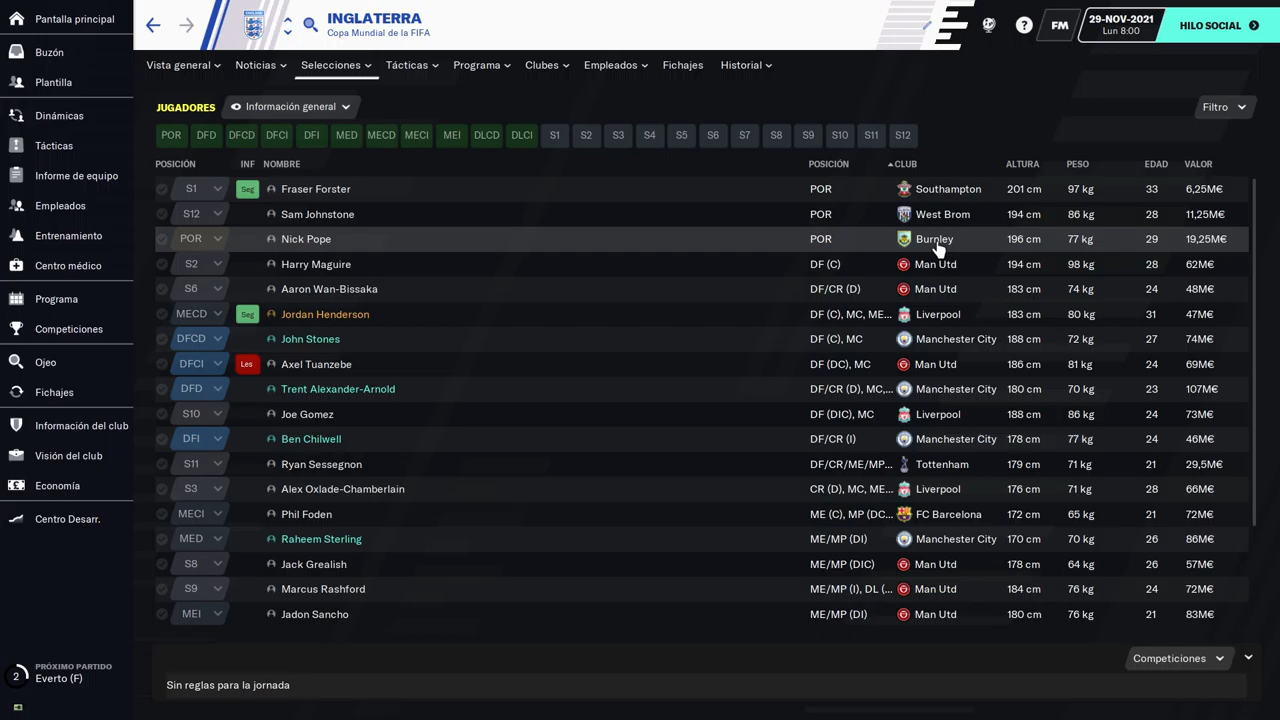 INGLATERRA
Copa Mundial de la FIFA
FM
29-NOV-2021
Lun 8:00
HILO SOCIAL
Pantalla principal
Buzón
Plantilla
Dinámicas
Tácticas
Informe de equipo
Empleados
Entrenamiento
Centro médico
Programa
Competiciones
Ojeo
Fichajes
Información del club
Visión del club
Economía
Centro Desarr.
PRÓXIMO PARTIDO
2 Everto (F)
Vista general Noticias Selecciones Tácticas Programa Clubes Empleados Fichajes Historial
JUGADORES Información general Filtro
POR DFD DFCD DFCI DFI MED MECD MECI MEI DLCD DLCI S1 S2 S3 S4 S5 S6 S7 S8 S9 S10 S11 S12
POSICIÓN INF NOMBRE POSICIÓN CLUB ALTURA PESO EDAD VALOR
S1 Seg Fraser Forster POR Southampton 201 cm 97 kg 33 6,25M€
S12 Sam Johnstone POR West Brom 194 cm 86 kg 28 11,25M€
POR Nick Pope POR Burnley 196 cm 77 kg 29 19,25M€
S2 Harry Maguire DF (C) Man Utd 194 cm 98 kg 28 62M€
S6 Aaron Wan-Bissaka DF/CR (D) Man Utd 183 cm 74 kg 24 48M€
MECD Seg Jordan Henderson DF (C), MC, ME... Liverpool 183 cm 80 kg 31 47M€
DFCD John Stones DF (C), MC Manchester City 188 cm 72 kg 27 74M€
DFCI Les Axel Tuanzebe DF (DC), MC Man Utd 186 cm 81 kg 24 69M€
DFD Trent Alexander-Arnold DF/CR (D), MC,... Manchester City 180 cm 70 kg 23 107M€
S10 Joe Gomez DF (DIC), MC Liverpool 188 cm 86 kg 24 73M€
DFI Ben Chilwell DF/CR (I) Manchester City 178 cm 77 kg 24 46M€
S11 Ryan Sessegnon DF/CR/ME/MP... Tottenham 179 cm 71 kg 21 29,5M€
S3 Alex Oxlade-Chamberlain CR (D), MC, ME... Liverpool 176 cm 71 kg 28 66M€
MECI Phil Foden ME (C), MP (DC... FC Barcelona 172 cm 65 kg 21 72M€
MED Raheem Sterling ME/MP (DI) Manchester City 170 cm 70 kg 26 86M€
S8 Jack Grealish ME/MP (DIC) Man Utd 178 cm 64 kg 26 57M€
S9 Marcus Rashford ME/MP (I), DL (... Man Utd 184 cm 76 kg 24 72M€
MEI Jadon Sancho ME/MP (DI) Man Utd 180 cm 76 kg 21 83M€
Competiciones
Sin reglas para la jornada